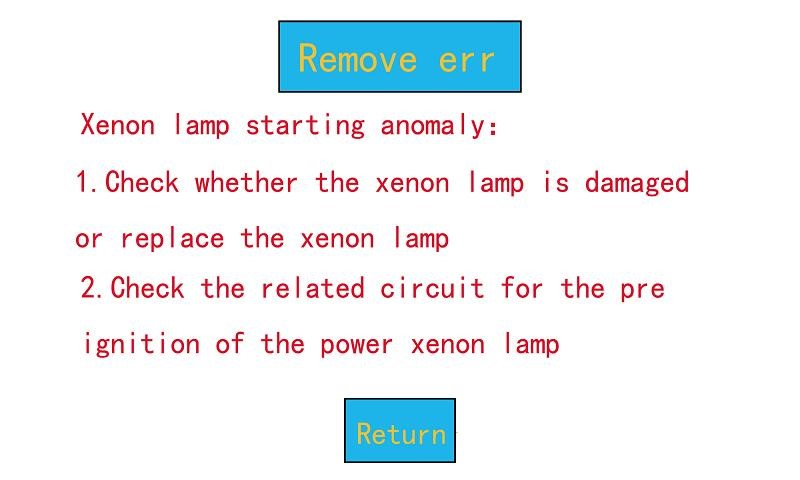 Remove err
Xenon lamp starting anomaly:
1.Check whether the xenon lamp is damaged
or replace the xenon lamp
2.Check the related circuit for the pre
ignition of the power xenon lamp
Return